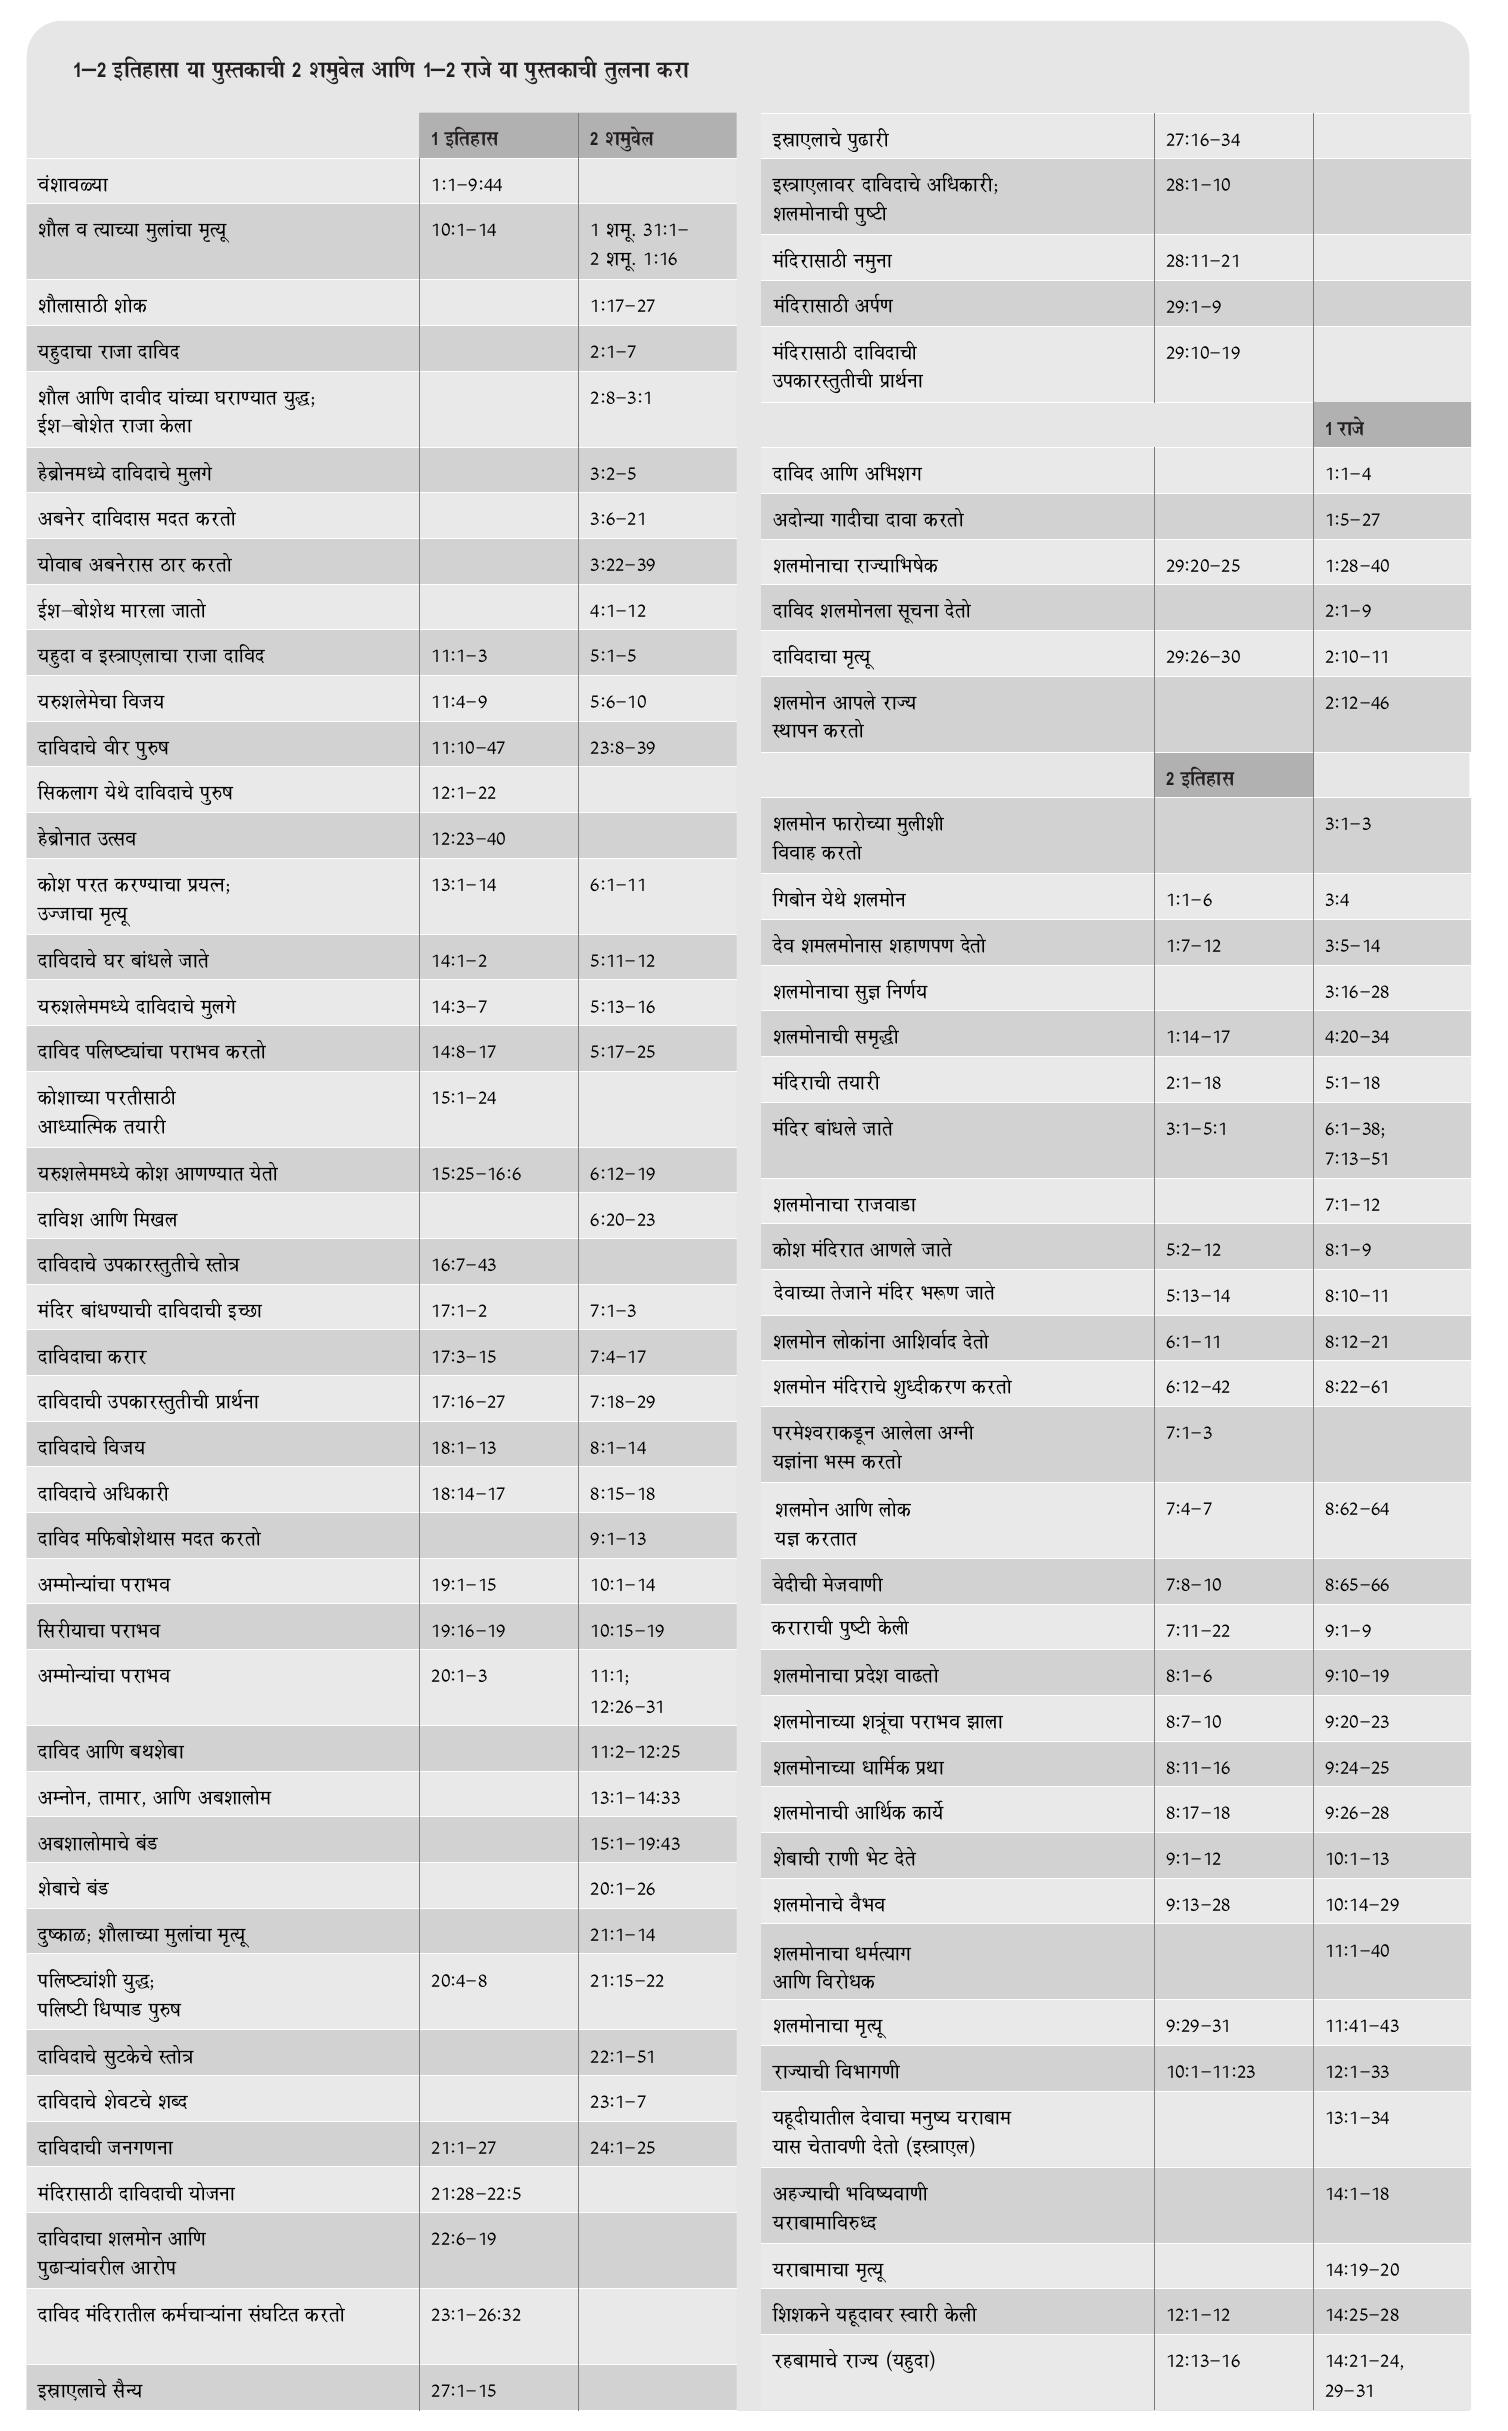 1–2 इतिहासा या पुस्तकाची 2 शमुवेल आणि 1–2 राजे या पुस्तकाची तुलना करा
1 इतिहास 2 शमुवेल
वंशावळ्या 1:1–9:44
शौल व त्याच्या मुलांचा मृत्यू 10:1–14 1 शमू. 31:1–
2 शमू. 1:16
शौलासाठी शोक 1:17–27
यहुदाचा राजा दाविद 2:1–7
शौल आणि दावीद यांच्या घराण्यात युद्ध; 2:8–3:1
ईश–बोशेत राजा केला
हेब्रोनमध्ये दाविदाचे मुलगे 3:2–5
अबनेर दाविदास मदत करतो 3:6–21
योवाब अबनेरास ठार करतो 3:22–39
ईश–बोशेथ मारला जातो 4:1–12
यहुदा व इस्त्राएलाचा राजा दाविद 11:1–3 5:1–5
यरुशलेमेचा विजय 11:4–9 5:6–10
दाविदाचे वीर पुरुष 11:10–47 23:8–39
सिकलाग येथे दाविदाचे पुरुष 12:1–22
हेब्रोनात उत्सव 12:23–40
कोश परत करण्याचा प्रयत्न; 13:1–14 6:1–11
उज्जाचा मृत्यू
दाविदाचे घर बांधले जाते 14:1–2 5:11–12
यरुशलेममध्ये दाविदाचे मुलगे 14:3–7 5:13–16
दाविद पलिष्ट्यांचा पराभव करतो 14:8–17 5:17–25
कोशाच्या परतीसाठी 15:1–24
आध्यात्मिक तयारी
यरुशलेममध्ये कोश आणण्यात येतो 15:25–16:6 6:12–19
दाविश आणि मिखल 6:20–23
दाविदाचे उपकारस्तुतीचे स्तोत्र 16:7–43
मंदिर बांधण्याची दाविदाची इच्छा 17:1–2 7:1–3
दाविदाचा करार 17:3–15 7:4–17
दाविदाची उपकारस्तुतीची प्रार्थना 17:16–27 7:18–29
दाविदाचे विजय 18:1–13 8:1–14
दाविदाचे अधिकारी 18:14–17 8:15–18
दाविद मफिबोशेथास मदत करतो 9:1–13
अम्मोन्यांचा पराभव 19:1–15 10:1–14
सिरीयाचा पराभव 19:16–19 10:15–19
अम्मोन्यांचा पराभव 20:1–3 11:1;
12:26–31
दाविद आणि बथशेबा 11:2–12:25
अम्नोन, तामार, आणि अबशालोम 13:1–14:33
अबशालोमाचे बंड 15:1–19:43
शेबाचे बंड 20:1–26
दुष्काळ; शौलाच्या मुलांचा मृत्यू 21:1–14
पलिष्ट्यांशी युद्ध; 20:4–8 21:15–22
पलिष्टी धिप्पाड पुरुष
दाविदाचे सुटकेचे स्तोत्र 22:1–51
दाविदाचे शेवटचे शब्द 23:1–7
दाविदाची जनगणना 21:1–27 24:1–25
मंदिरासाठी दाविदाची योजना 21:28–22:5
दाविदाचा शलमोन आणि 22:6–19
पुढाऱ्यांवरील आरोप
दाविद मंदिरातील कर्मचाऱ्यांना संघटित करतो 23:1–26:32
इस्राएलाचे सैन्य 27:1–15
इस्राएलाचे पुढारी 27:16–34
इस्त्राएलावर दाविदाचे अधिकारी; 28:1–10
शलमोनाची पुष्टी
मंदिरासाठी नमुना 28:11–21
मंदिरासाठी अर्पण 29:1–9
मंदिरासाठी दाविदाची 29:10–19
उपकारस्तुतीची प्रार्थना
1 राजे
दाविद आणि अभिशग 1:1–4
अदोन्या गादीचा दावा करतो 1:5–27
शलमोनाचा राज्याभिषेक 29:20–25 1:28–40
दाविद शलमोनला सूचना देतो 2:1–9
दाविदाचा मृत्यू 29:26–30 2:10–11
शलमोन आपले राज्य 2:12–46
स्थापन करतो
2 इतिहास
शलमोन फारोच्या मुलीशी 3:1–3
विवाह करतो
गिबोन येथे शलमोन 1:1–6 3:4
देव शमलमोनास शहाणपण देतो 1:7–12 3:5–14
शलमोनाचा सुज्ञ निर्णय 3:16–28
शलमोनाची समृद्धी 1:14–17 4:20–34
मंदिराची तयारी 2:1–18 5:1–18
मंदिर बांधले जाते 3:1–5:1 6:1–38;
7:13–51
शलमोनाचा राजवाडा 7:1–12
कोश मंदिरात आणले जाते 5:2–12 8:1–9
देवाच्या तेजाने मंदिर भरूण जाते 5:13–14 8:10–11
शलमोन लोकांना आशिर्वाद देतो 6:1–11 8:12–21
शलमोन मंदिराचे शुध्दीकरण करतो 6:12–42 8:22–61
परमेश्वराकडून आलेला अग्नी 7:1–3
यज्ञांना भस्म करतो
शलमोन आणि लोक 7:4–7 8:62–64
यज्ञ करतात
वेदीची मेजवाणी 7:8–10 8:65–66
कराराची पुष्टी केली 7:11–22 9:1–9
शलमोनाचा प्रदेश वाढतो 8:1–6 9:10–19
शलमोनाच्या शत्रूंचा पराभव झाला 8:7–10 9:20–23
शलमोनाच्या धार्मिक प्रथा 8:11–16 9:24–25
शलमोनाची आर्थिक कार्ये 8:17–18 9:26–28
शेबाची राणी भेट देते 9:1–12 10:1–13
शलमोनाचे वैभव 9:13–28 10:14–29
शलमोनाचा धर्मत्याग 11:1–40
आणि विरोधक
शलमोनाचा मृत्यू 9:29–31 11:41–43
राज्याची विभागणी 10:1–11:23 12:1–33
यहूदीयातील देवाचा मनुष्य यराबाम 13:1–34
यास चेतावणी देतो (इस्त्राएल)
अहज्याची भविष्यवाणी 14:1–18
यराबामाविरुध्द
यराबामाचा मृत्यू 14:19–20
शिशकने यहूदावर स्वारी केली 12:1–12 14:25–28
रहबामाचे राज्य (यहुदा) 12:13–16 14:21–24,
29–31